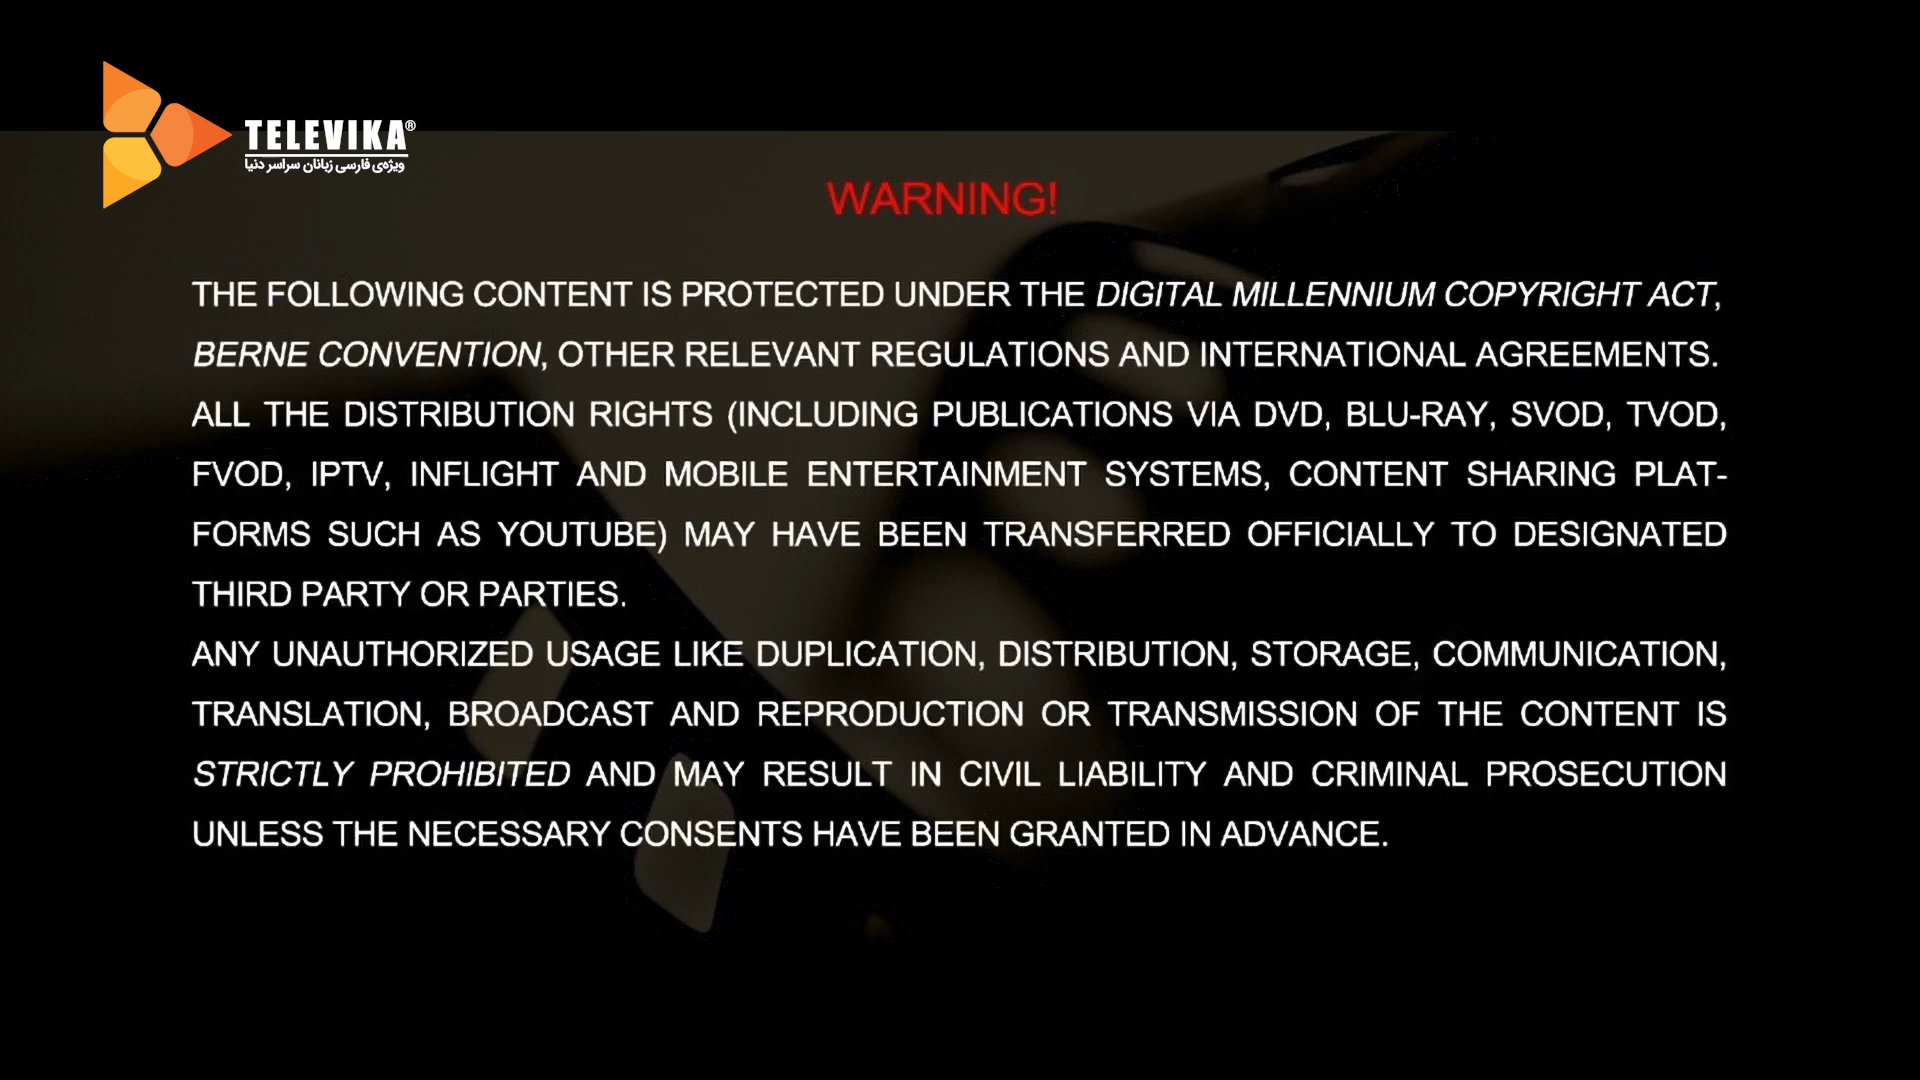 TELEVIKA®
ویژه‌ی فارسی زبانان سراسر دنیا
WARNING!
THE FOLLOWING CONTENT IS PROTECTED UNDER THE DIGITAL MILLENNIUM COPYRIGHT ACT,
BERNE CONVENTION, OTHER RELEVANT REGULATIONS AND INTERNATIONAL AGREEMENTS.
ALL THE DISTRIBUTION RIGHTS (INCLUDING PUBLICATIONS VIA DVD, BLU-RAY, SVOD, TVOD,
FVOD, IPTV, INFLIGHT AND MOBILE ENTERTAINMENT SYSTEMS, CONTENT SHARING PLAT-
FORMS SUCH AS YOUTUBE) MAY HAVE BEEN TRANSFERRED OFFICIALLY TO DESIGNATED
THIRD PARTY OR PARTIES.
ANY UNAUTHORIZED USAGE LIKE DUPLICATION, DISTRIBUTION, STORAGE, COMMUNICATION,
TRANSLATION, BROADCAST AND REPRODUCTION OR TRANSMISSION OF THE CONTENT IS
STRICTLY PROHIBITED AND MAY RESULT IN CIVIL LIABILITY AND CRIMINAL PROSECUTION
UNLESS THE NECESSARY CONSENTS HAVE BEEN GRANTED IN ADVANCE.